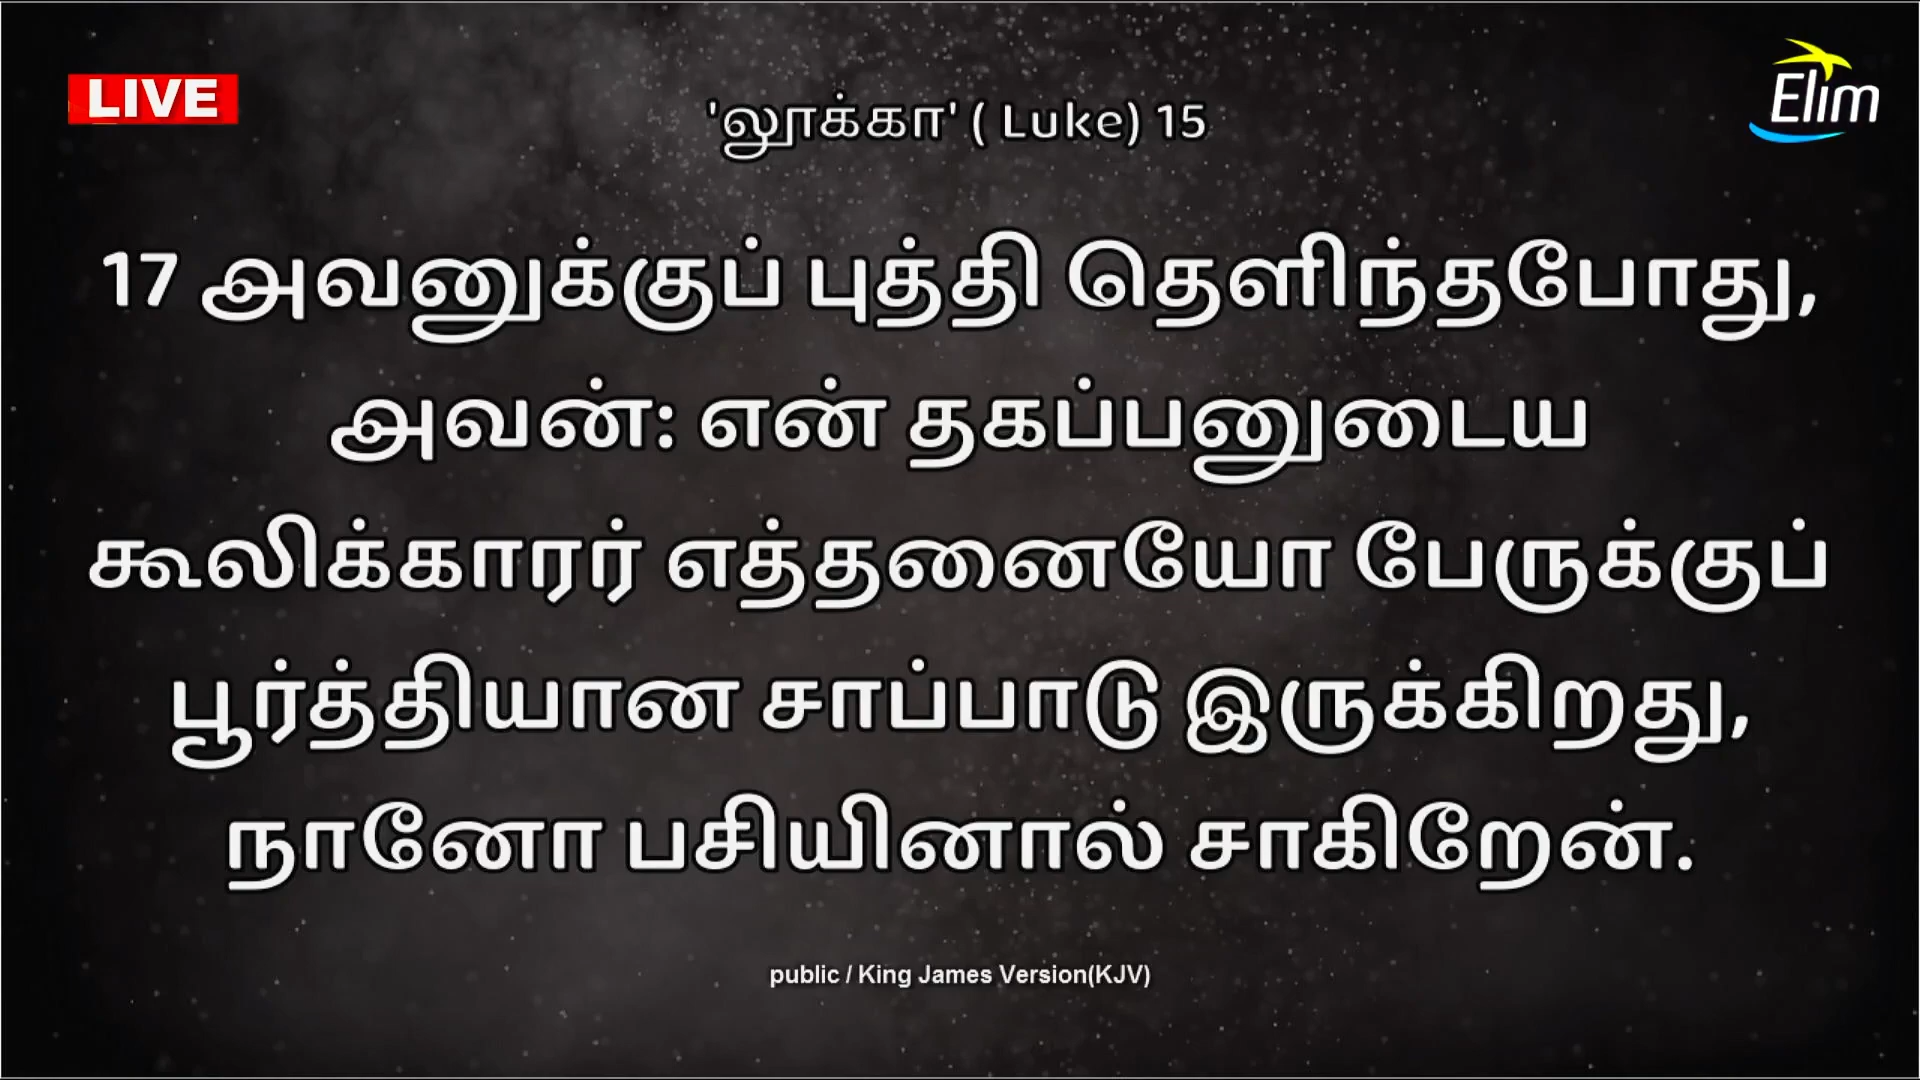 LIVE
Elim
'லூக்கா' ( Luke) 15
17 அவனுக்குப் புத்தி தெளிந்தபோது,
அவன்: என் தகப்பனுடைய
கூலிக்காரர் எத்தனையோ பேருக்குப்
பூர்த்தியான சாப்பாடு இருக்கிறது,
நானோ பசியினால் சாகிறேன்.
public / King James Version(KJV)